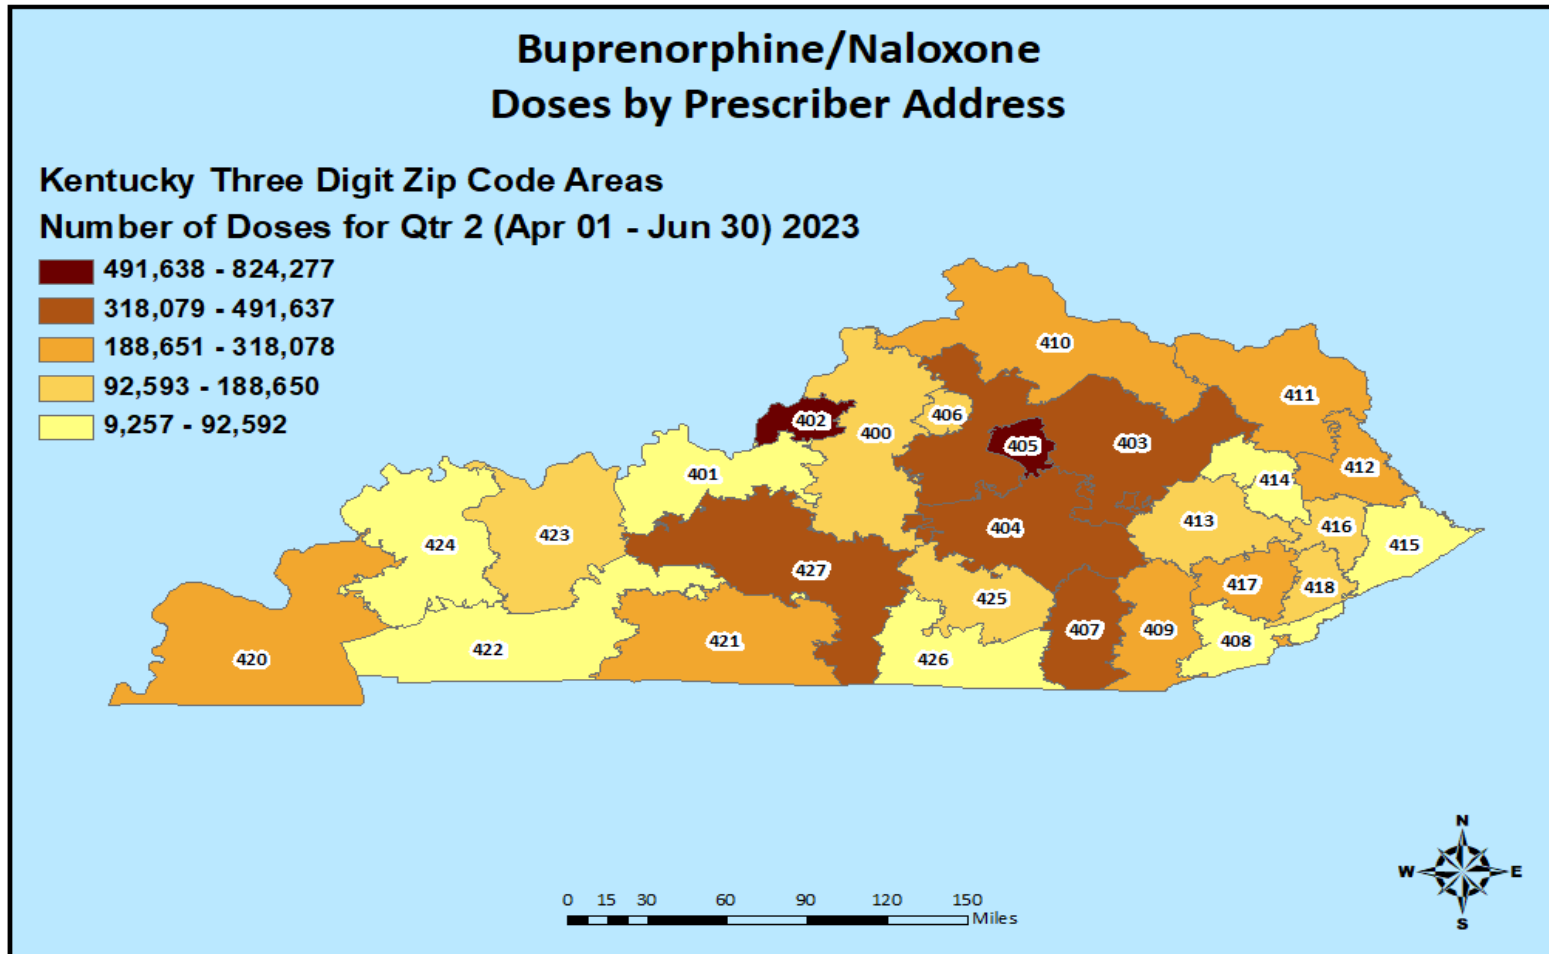 Buprenorphine/Naloxone
Doses by Prescriber Address
Kentucky Three Digit Zip Code Areas
Number of Doses for Qtr 2 (Apr 01 - Jun 30) 2023
491,638 - 824,277
318,079 - 491,637
188,651 - 318,078
92,593 - 188,650
9,257 - 92,592
410
411
406
402
400
405
403
412
401
414
413
416
404
423
424
415
427
417
418
425
407
409
421
408
422
426
420
N
W E
S
0 15 30 60 90 120 150
Miles